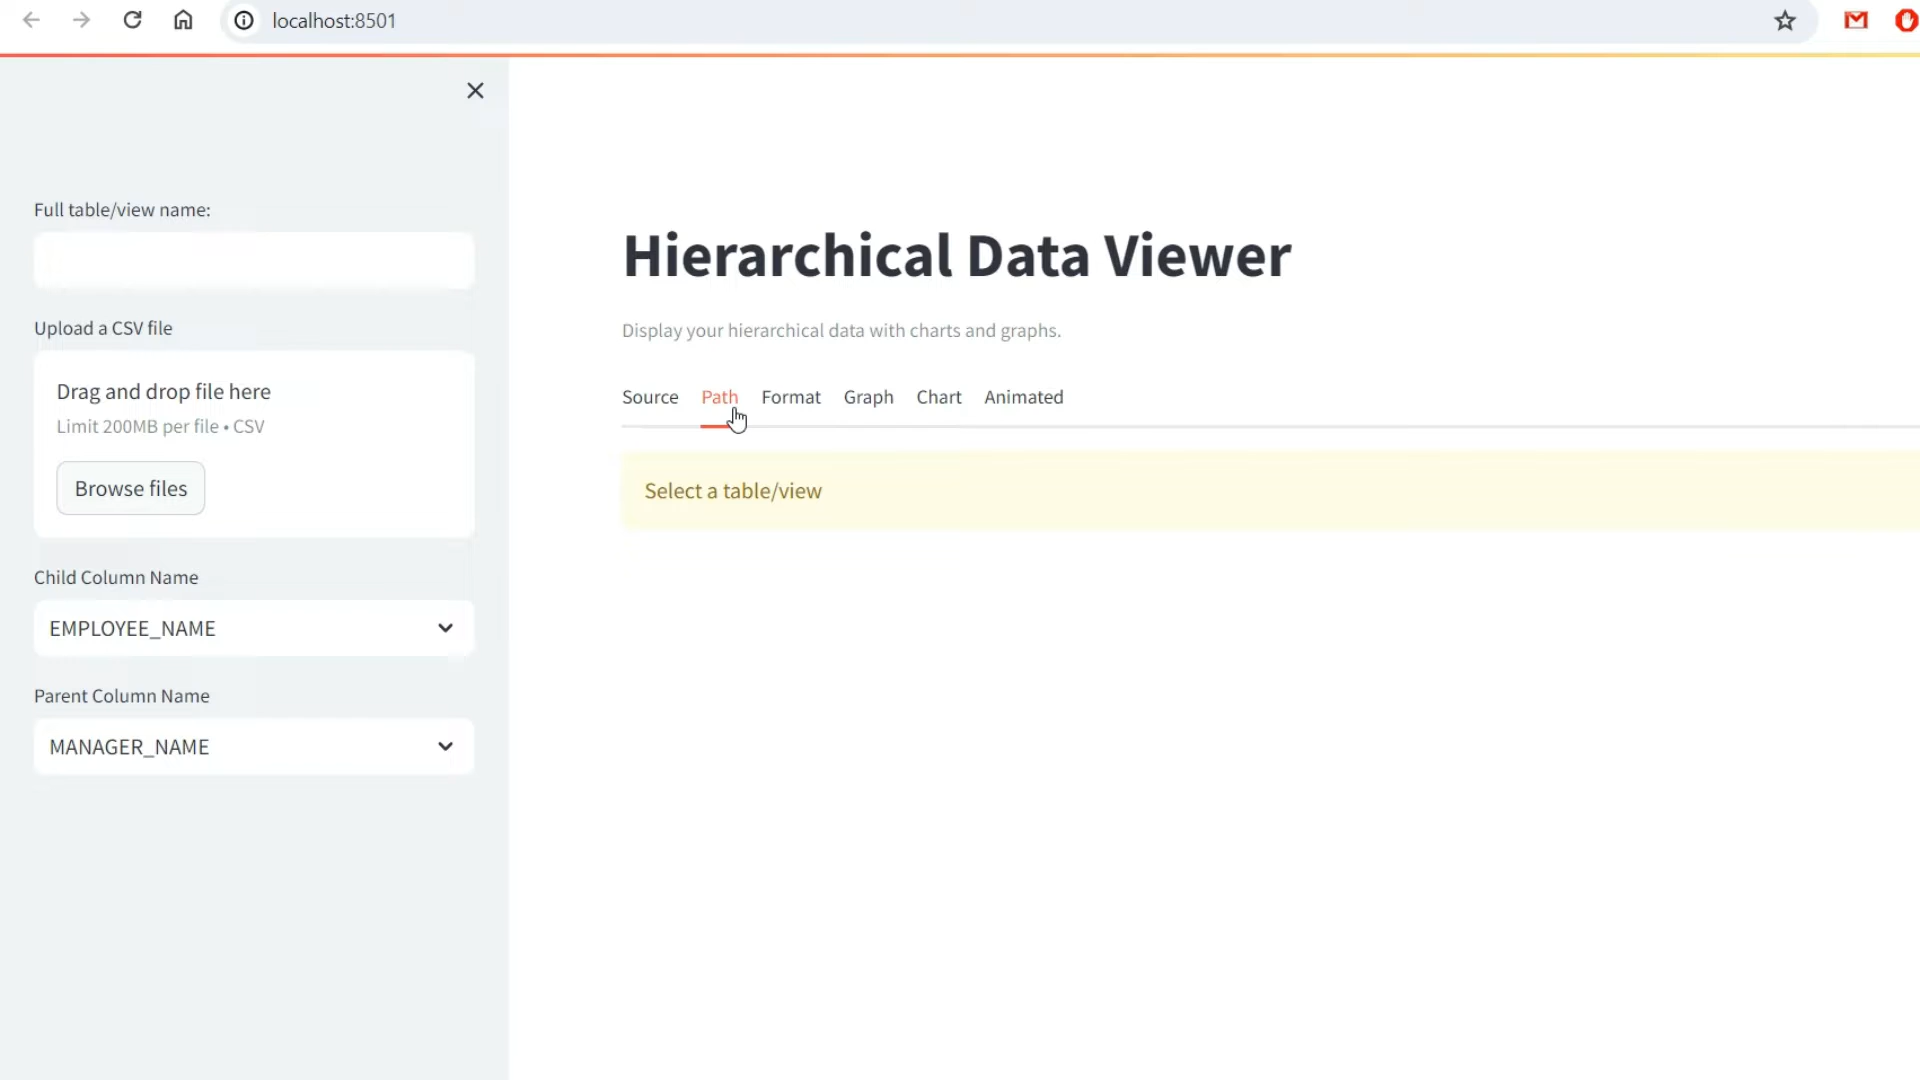 localhost:8501
Full table/view name:
Upload a CSV file
Drag and drop file here
Limit 200MB per file • CSV
Browse files
Child Column Name
EMPLOYEE_NAME
Parent Column Name
MANAGER_NAME
Hierarchical Data Viewer
Display your hierarchical data with charts and graphs.
Source Path Format Graph Chart Animated
Select a table/view